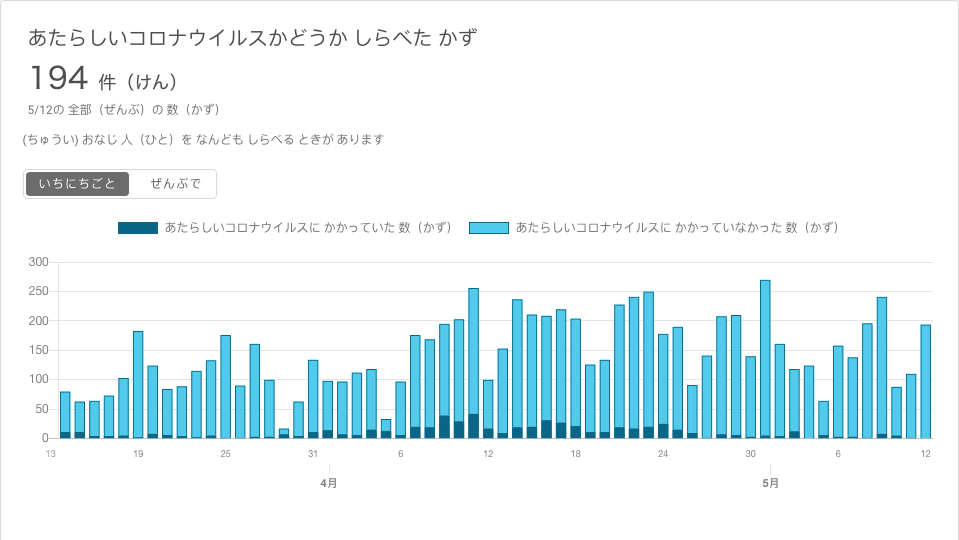 あたらしいコロナウイルスかどうか しらべた かず
194 件（けん）
5/12の 全部（ぜんぶ）の 数（かず）
(ちゅうい) おなじ 人（ひと）を なんども しらべる ときが あります
いちにちごと ぜんぶで
あたらしいコロナウイルスに かかっていた 数（かず） あたらしいコロナウイルスに かかっていなかった 数（かず）
300
250
200
150
100
50
0
13 19 25 31 6 12 18 24 30 6 12
4月 5月